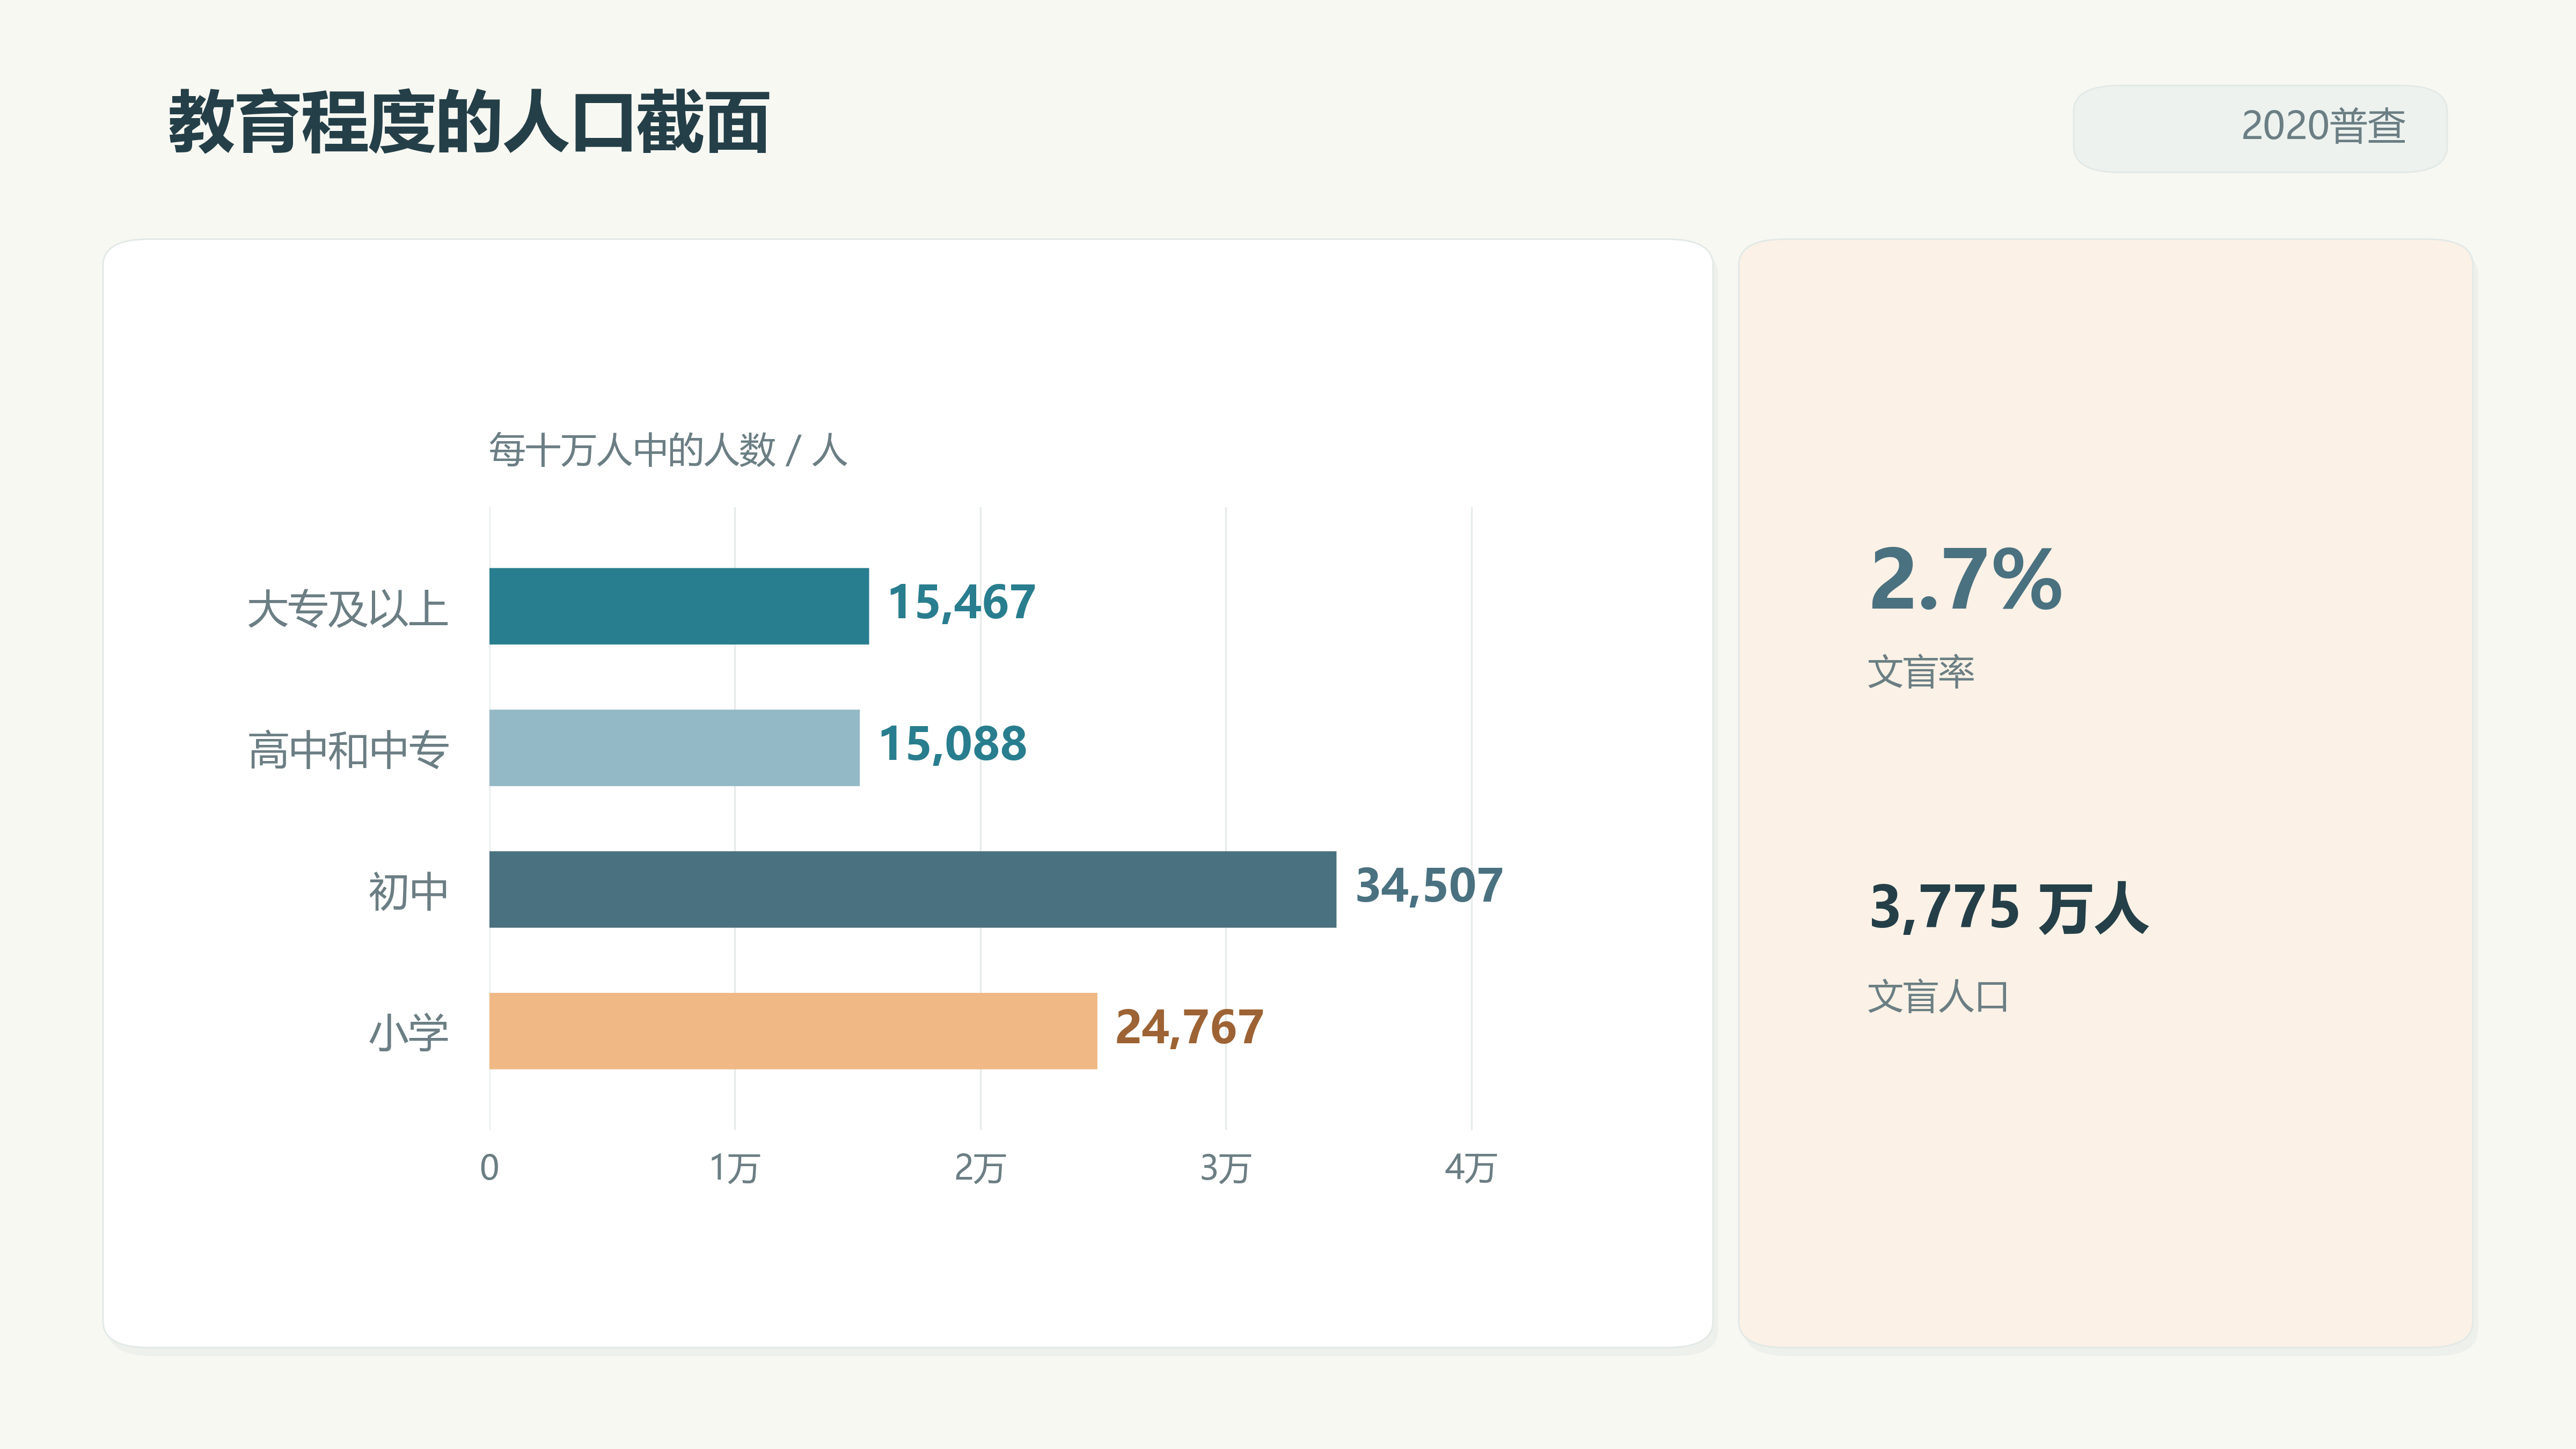 教育程度的人口截面
2020普查
每十万人中的人数 / 人
大专及以上 15,467
高中和中专 15,088
初中 34,507
小学 24,767
0 1万 2万 3万 4万
2.7%
文盲率
3,775 万人
文盲人口